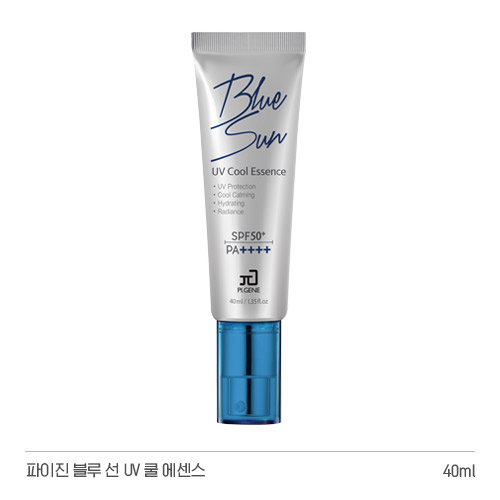 Blue
Sun
UV Cool Essence
• UV Protection
• Cool Calming
• Hydrating
• Radiance
SPF50+
PA++++
PI.GENE
40ml / 1.35fl.oz
파이진 블루 선 UV 쿨 에센스
40ml